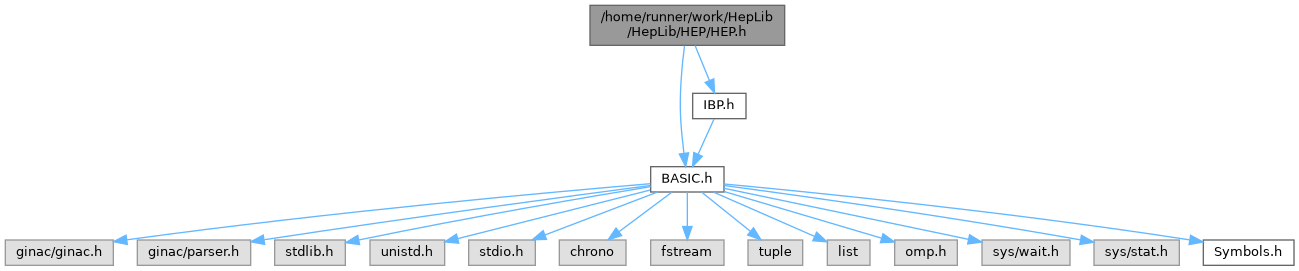 /home/runner/work/HepLib
/HepLib/HEP/HEP.h
IBP.h
BASIC.h
ginac/ginac.h
ginac/parser.h
stdlib.h
unistd.h
stdio.h
chrono
fstream
tuple
list
omp.h
sys/wait.h
sys/stat.h
Symbols.h